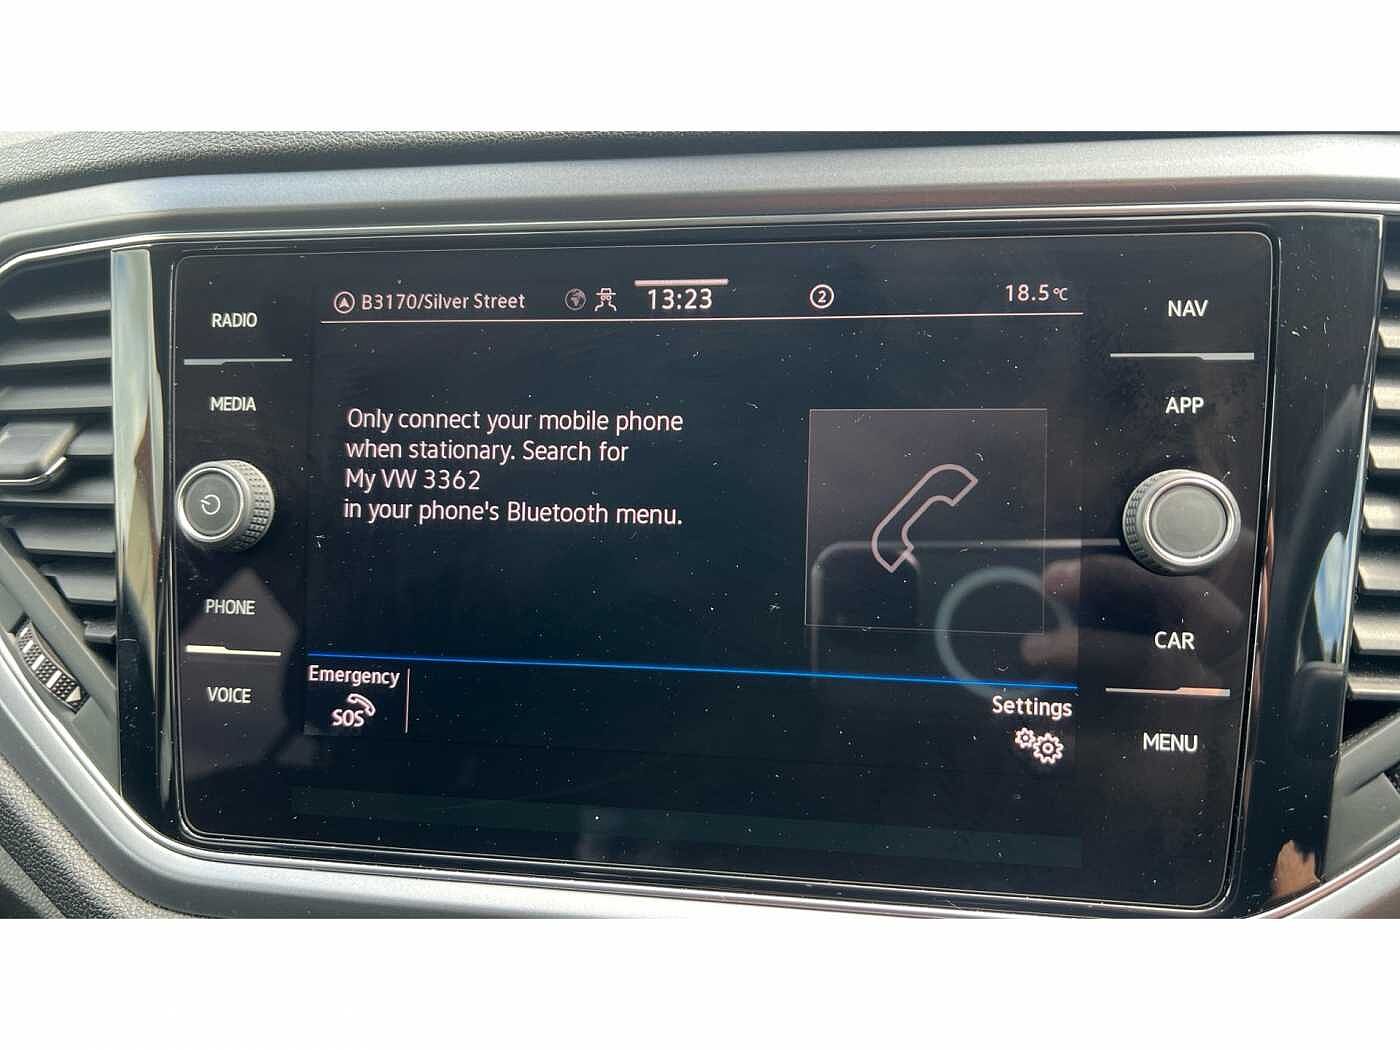 B3170/Silver Street 13:23 2 18.5°C
RADIO
MEDIA
PHONE
VOICE
Only connect your mobile phone
when stationary. Search for
My VW 3362
in your phone's Bluetooth menu.
Emergency
SOS
Settings
NAV
APP
CAR
MENU